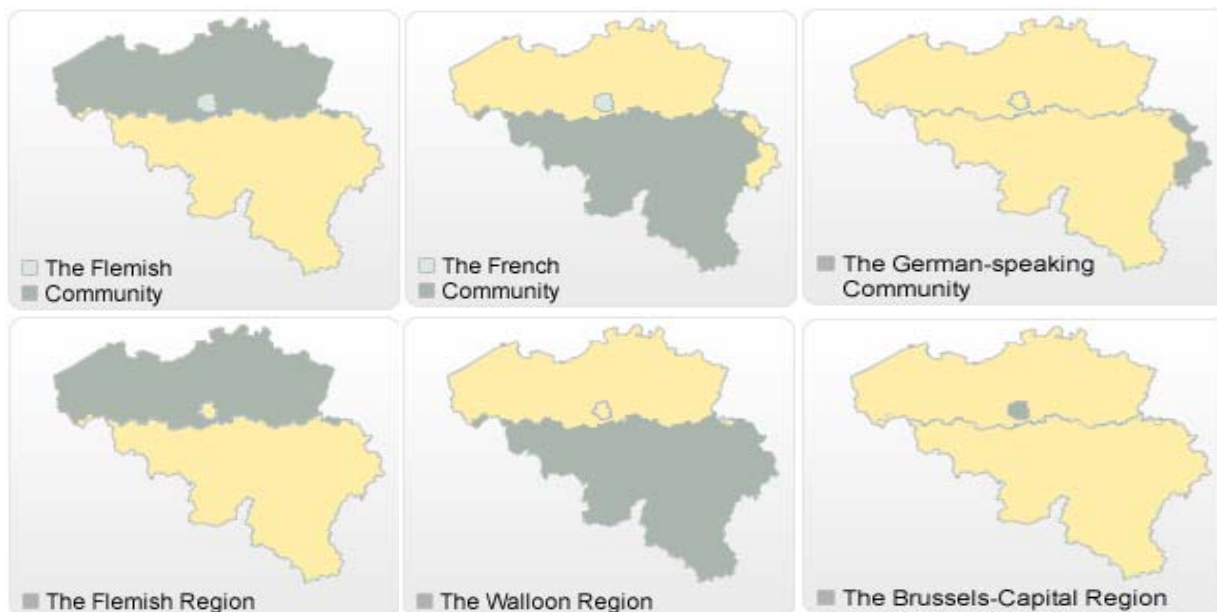 The Flemish
Community
The French
Community
The German-speaking
Community
The Flemish Region
The Walloon Region
The Brussels-Capital Region